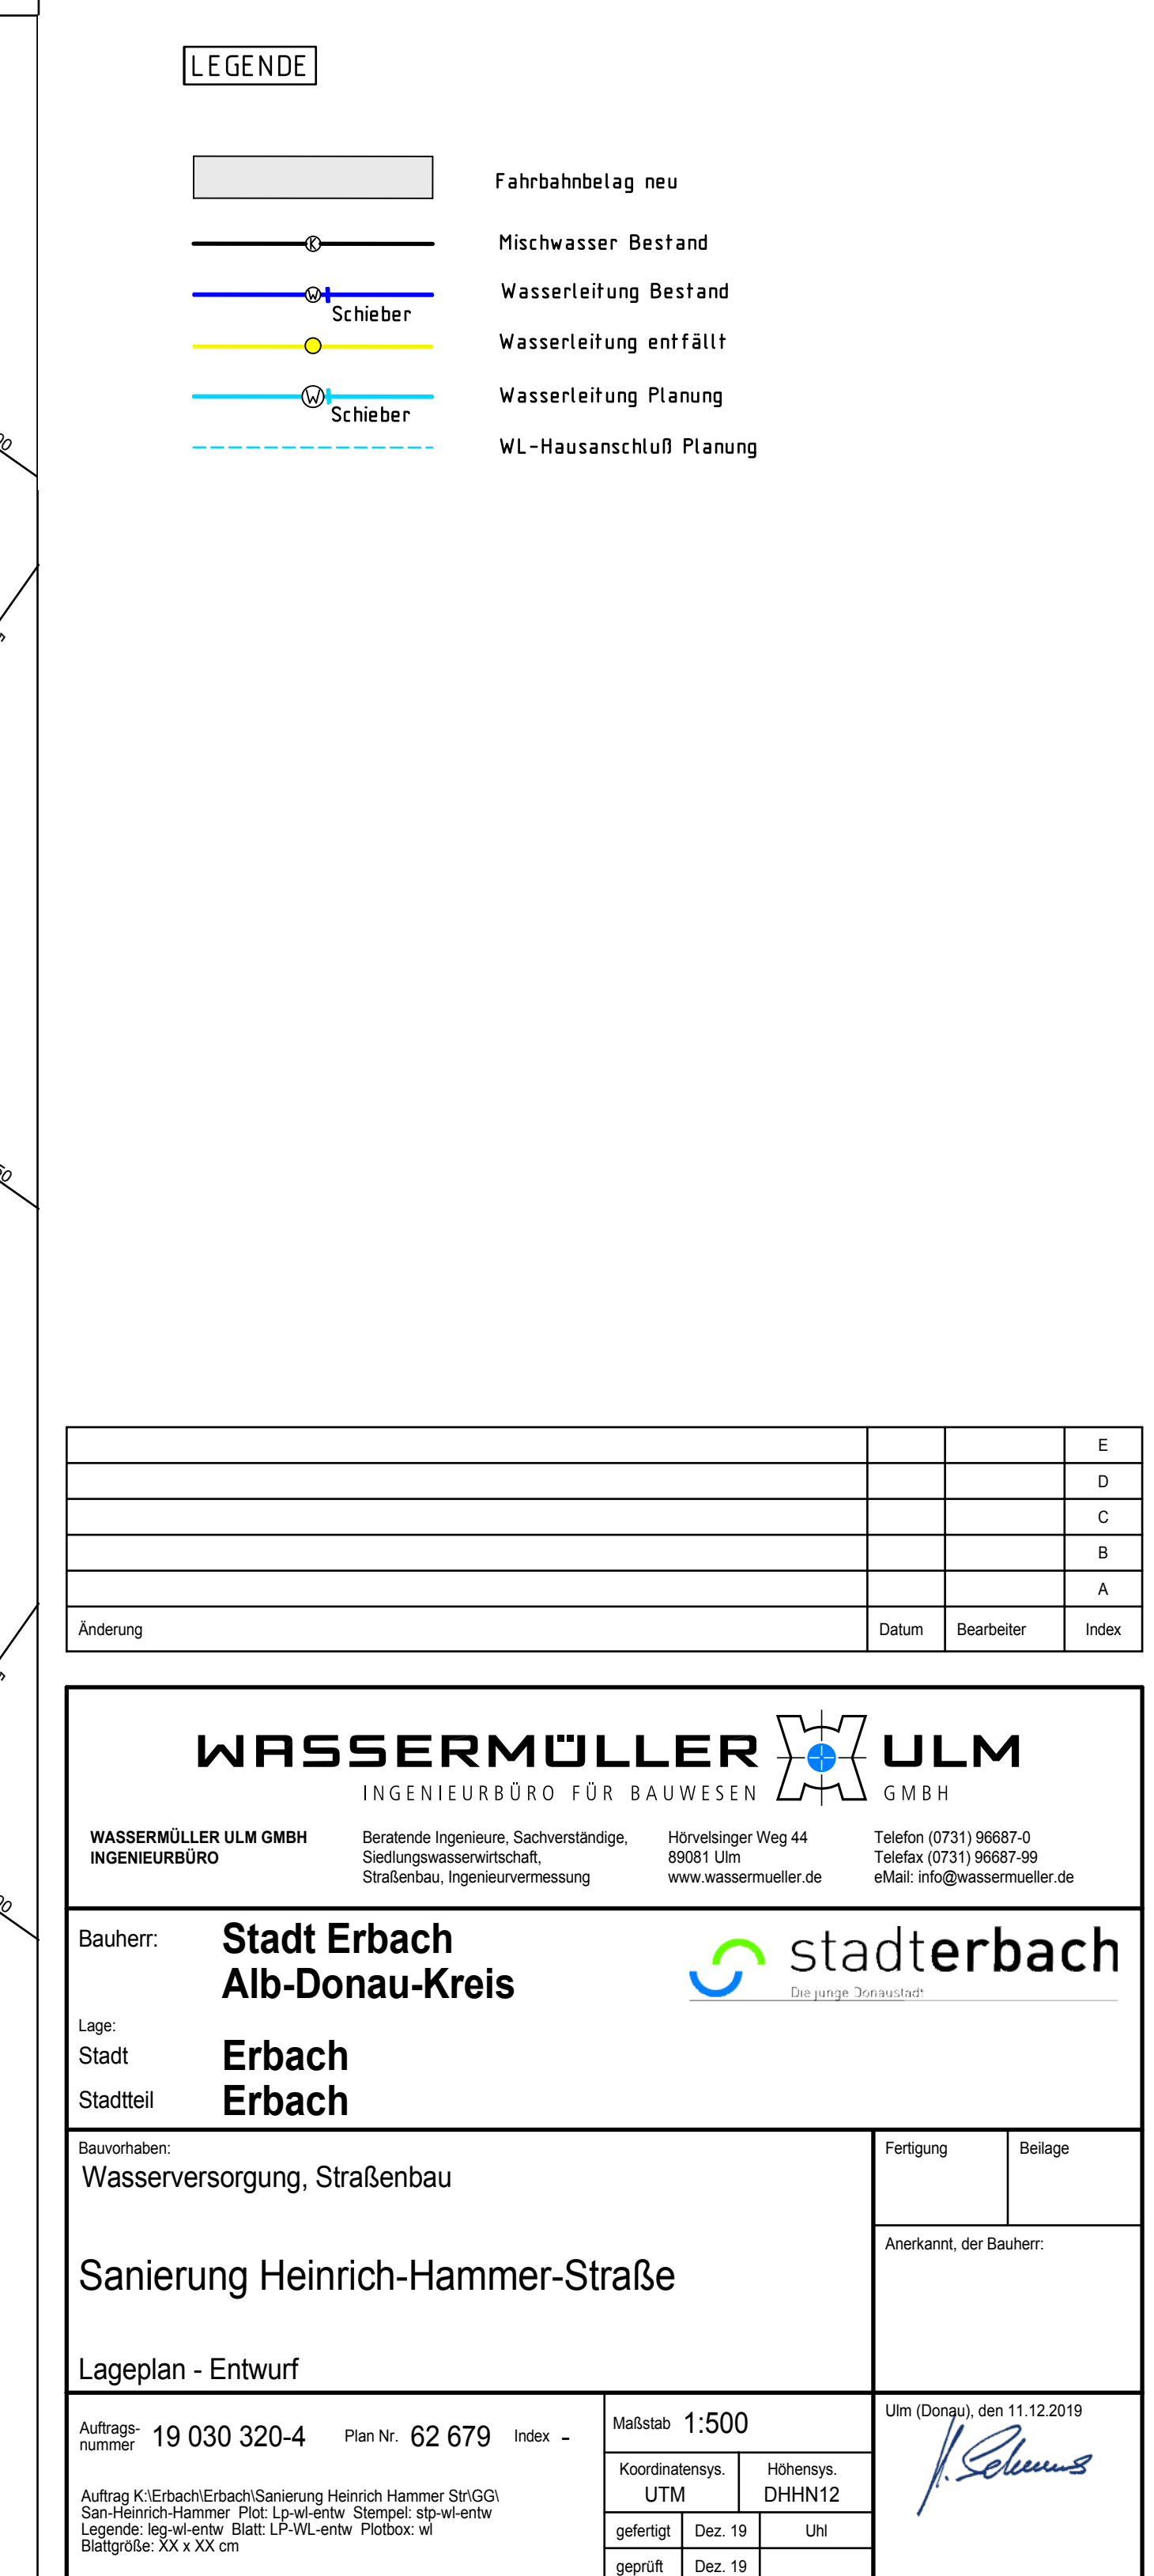 LEGENDE
Fahrbahnbelag neu
K
Mischwasser Bestand
W
Wasserleitung Bestand
Schieber
Wasserleitung entfällt
W
Wasserleitung Planung
Schieber
WL-Hausanschluß Planung
E
D
C
B
A
Änderung Datum Bearbeiter Index
WASSERMÜLLER ULM
INGENIEURBÜRO FÜR BAUWESEN GMBH
WASSERMÜLLER ULM GMBH
INGENIEURBÜRO
Beratende Ingenieure, Sachverständige,
Siedlungswasserwirtschaft,
Straßenbau, Ingenieurvermessung
Hörvelsinger Weg 44
89081 Ulm
www.wassermueller.de
Telefon (0731) 96687-0
Telefax (0731) 96687-99
eMail: info@wassermueller.de
Bauherr: Stadt Erbach
Alb-Donau-Kreis
stadterbach
Die junge Donaustadt
Lage:
Stadt Erbach
Stadtteil Erbach
Bauvorhaben:
Wasserversorgung, Straßenbau
Sanierung Heinrich-Hammer-Straße
Lageplan - Entwurf
Fertigung Beilage
Anerkannt, der Bauherr:
Auftrags-
nummer 19 030 320-4 Plan Nr. 62 679 Index -
Auftrag K:\Erbach\Erbach\Sanierung Heinrich Hammer Str\GG\
San-Heinrich-Hammer Plot: Lp-wl-entw Stempel: stp-wl-entw
Legende: leg-wl-entw Blatt: LP-WL-entw Plotbox: wl
Blattgröße: XX x XX cm
Maßstab 1:500
Koordinatensys. Höhensys.
UTM DHHN12
gefertigt Dez. 19 Uhl
geprüft Dez. 19
Ulm (Donau), den 11.12.2019